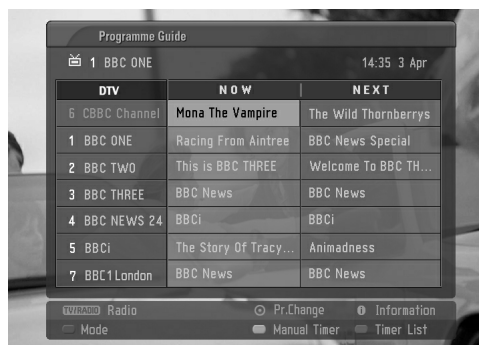 Programme Guide
1 BBC ONE 14:35 3 Apr
DTV NOW NEXT
6 CBBC Channel Mona The Vampire The Wild Thornberrys
1 BBC ONE Racing From Aintree BBC News Special
2 BBC TWO This is BBC THREE Welcome To BBC TH...
3 BBC THREE BBC News BBC News
4 BBC NEWS 24 BBCi BBCi
5 BBCi The Story Of Tracy... Animadness
7 BBC1 London BBC News BBC News
TV/RADIO Radio Pr.Change i Information
Mode Manual Timer Timer List